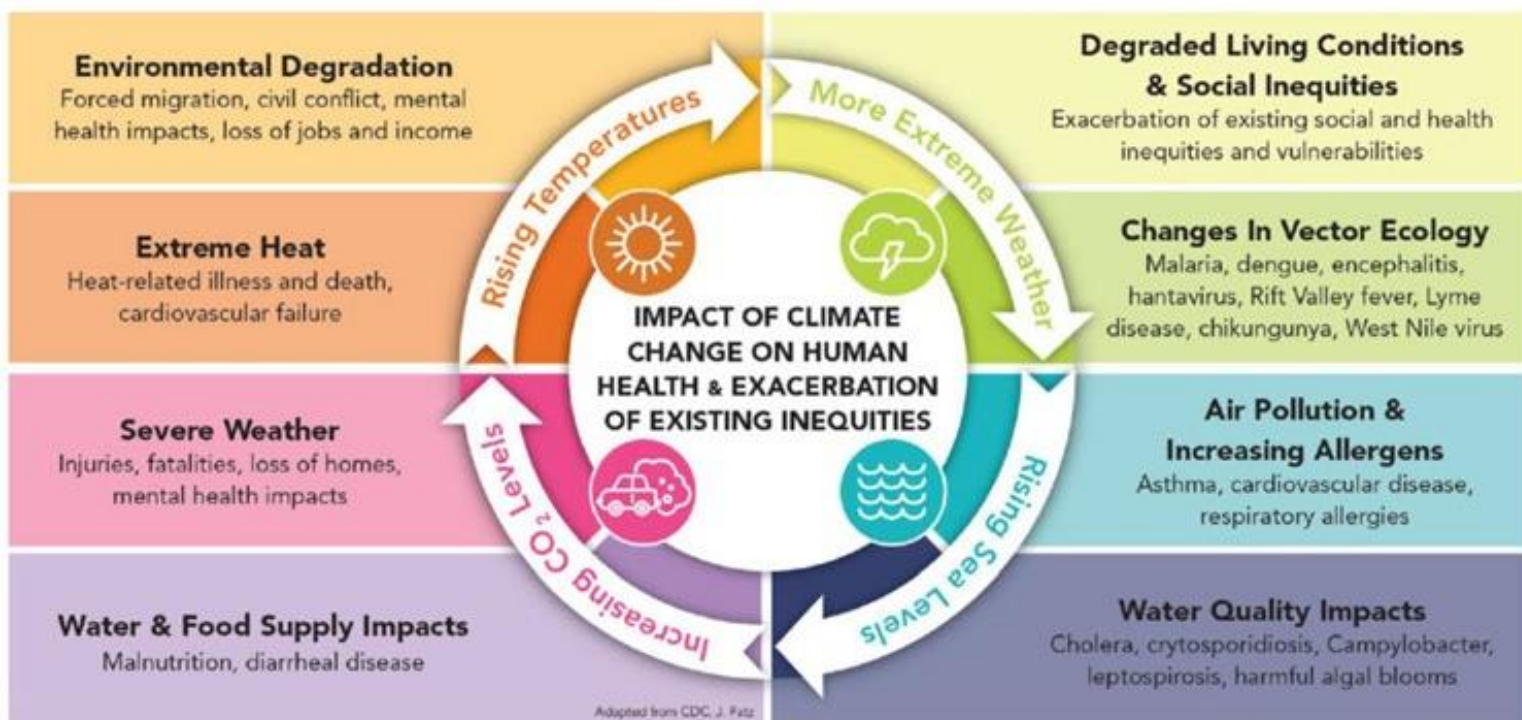 Environmental Degradation
Forced migration, civil conflict, mental
health impacts, loss of jobs and income
Extreme Heat
Heat-related illness and death,
cardiovascular failure
Severe Weather
Injuries, fatalities, loss of homes,
mental health impacts
Water & Food Supply Impacts
Malnutrition, diarrheal disease
Rising Temperatures
More Extreme Weather
Rising Sea Levels
Increasing CO₂ Levels
IMPACT OF CLIMATE
CHANGE ON HUMAN
HEALTH & EXACERBATION
OF EXISTING INEQUITIES
Degraded Living Conditions
& Social Inequities
Exacerbation of existing social and health
inequities and vulnerabilities
Changes In Vector Ecology
Malaria, dengue, encephalitis,
hantavirus, Rift Valley fever, Lyme
disease, chikungunya, West Nile virus
Air Pollution &
Increasing Allergens
Asthma, cardiovascular disease,
respiratory allergies
Water Quality Impacts
Cholera, crytosporidiosis, Campylobacter,
leptospirosis, harmful algal blooms
Adapted from CDC, J. Patz